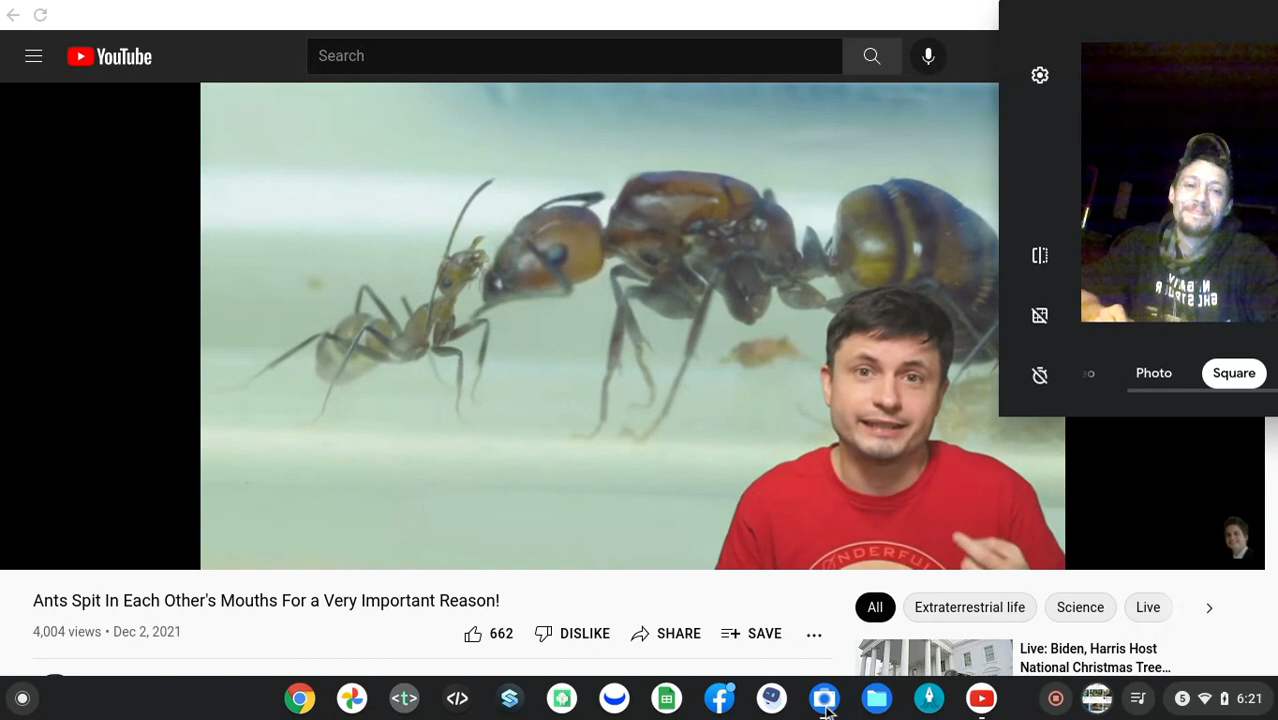 YouTube
Search
eo
Photo
Square
Ants Spit In Each Other's Mouths For a Very Important Reason!
4,004 views • Dec 2, 2021
662
DISLIKE
SHARE
SAVE
All
Extraterrestrial life
Science
Live
Live: Biden, Harris Host
National Christmas Tree...
<t>
</>
5
6:21